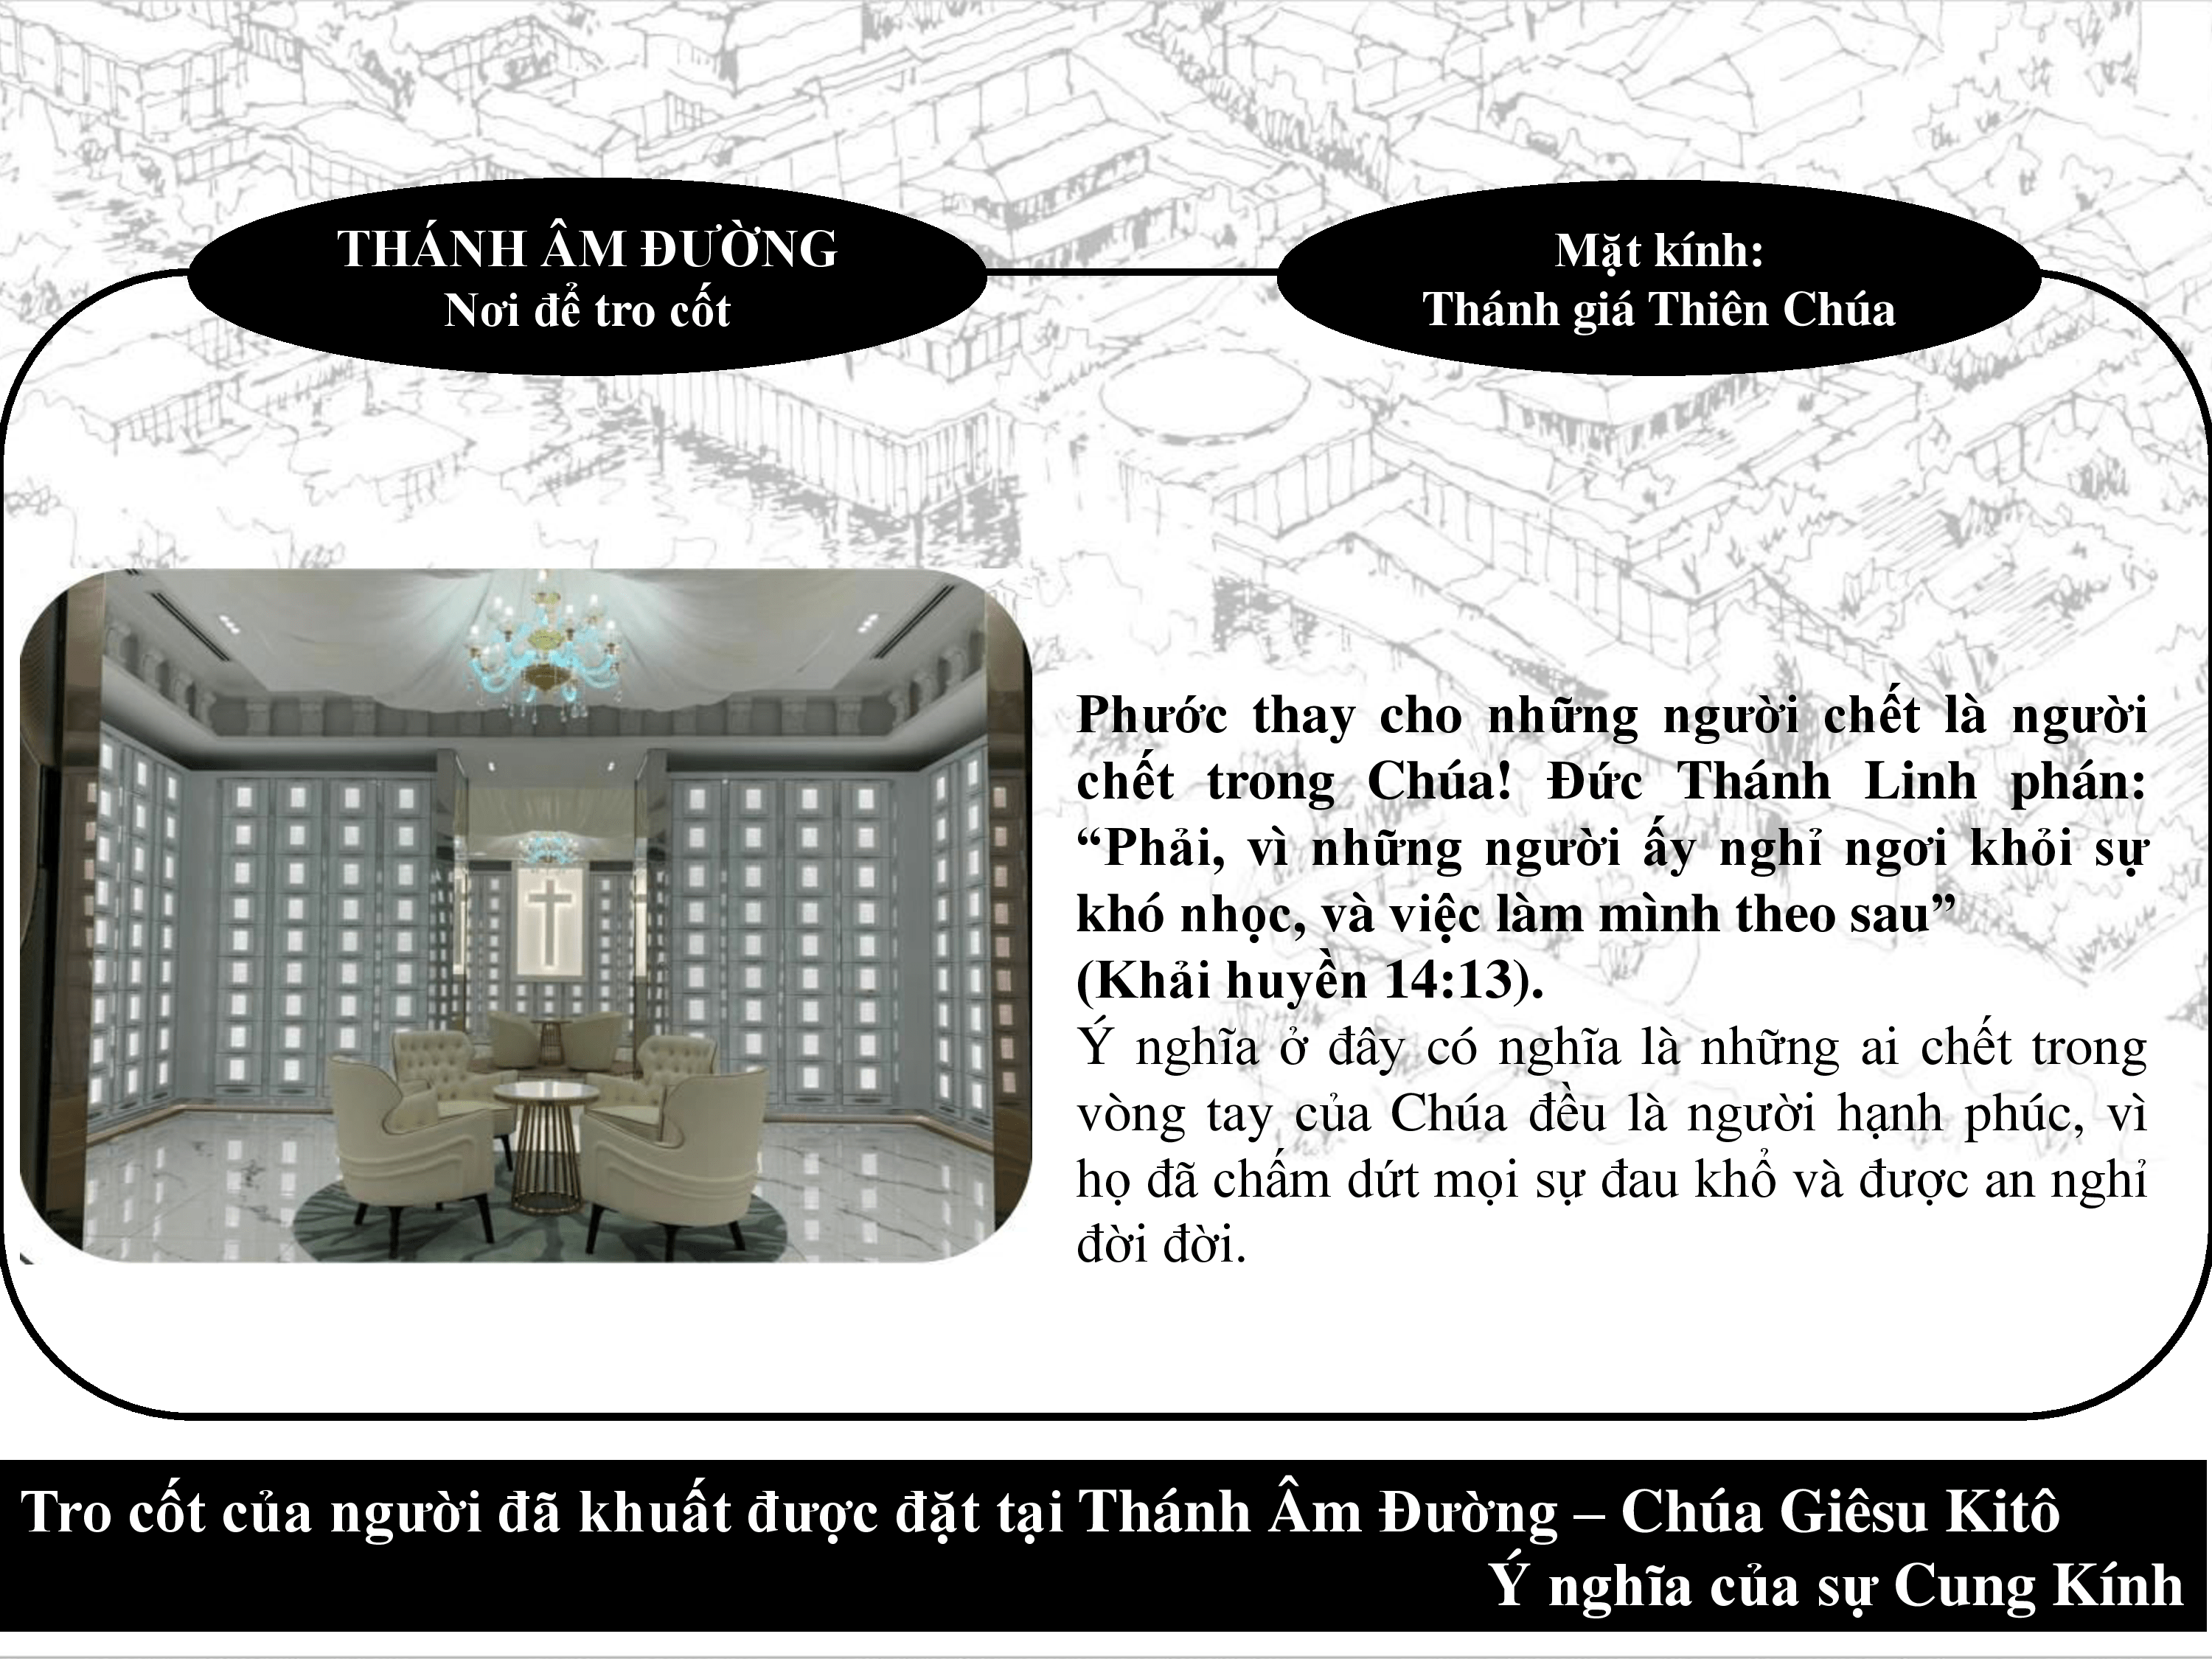 THÁNH ÂM ĐƯỜNG
Nơi để tro cốt
Mặt kính:
Thánh giá Thiên Chúa
Phước thay cho những người chết là người
chết trong Chúa! Đức Thánh Linh phán:
“Phải, vì những người ấy nghỉ ngơi khỏi sự
khó nhọc, và việc làm mình theo sau”
(Khải huyền 14:13).
Ý nghĩa ở đây có nghĩa là những ai chết trong
vòng tay của Chúa đều là người hạnh phúc, vì
họ đã chấm dứt mọi sự đau khổ và được an nghỉ
đời đời.
Tro cốt của người đã khuất được đặt tại Thánh Âm Đường – Chúa Giêsu Kitô
Ý nghĩa của sự Cung Kính